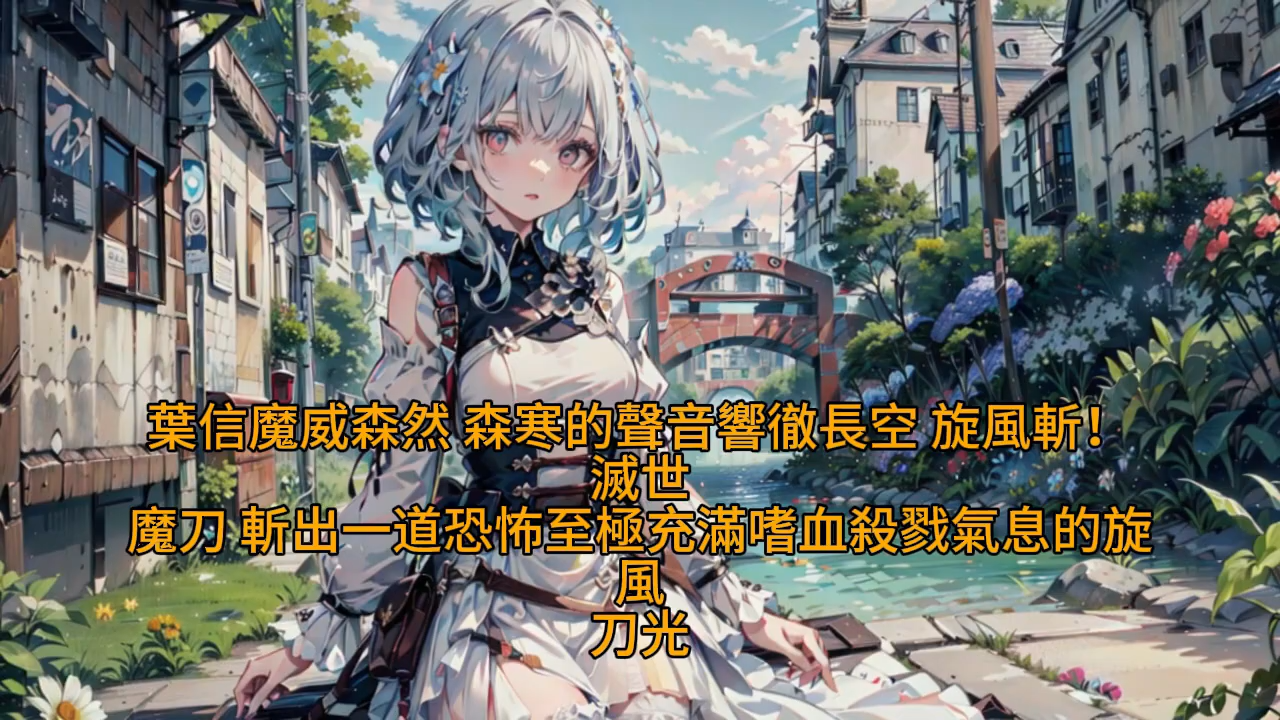 葉信魔威森然 森寒的聲音響徹長空 旋風斬！
滅世
魔刀 斬出一道恐怖至極充滿嗜血殺戮氣息的旋
風
刀光